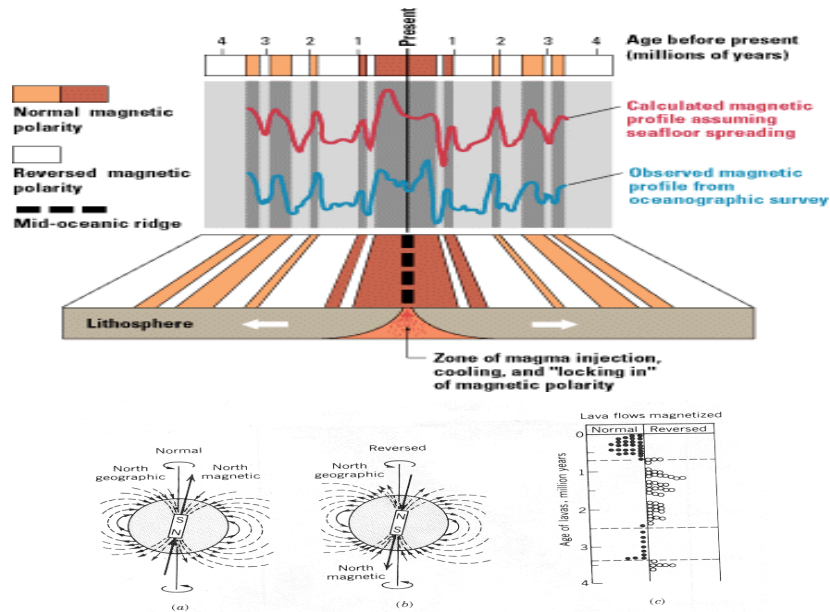 4 3 2 1 Present 1 2 3 4
Age before present
(millions of years)
Normal magnetic
polarity
Reversed magnetic
polarity
Mid-oceanic ridge
Calculated magnetic
profile assuming
seafloor spreading
Observed magnetic
profile from
oceanographic survey
Lithosphere
Zone of magma injection,
cooling, and "locking in"
of magnetic polarity
Normal
North
geographic
North
magnetic
S
N
(a)
Reversed
North
geographic
N
S
North
magnetic
(b)
Lava flows magnetized
Normal Reversed
Age of lavas, million years
0
1
2
3
4
(c)